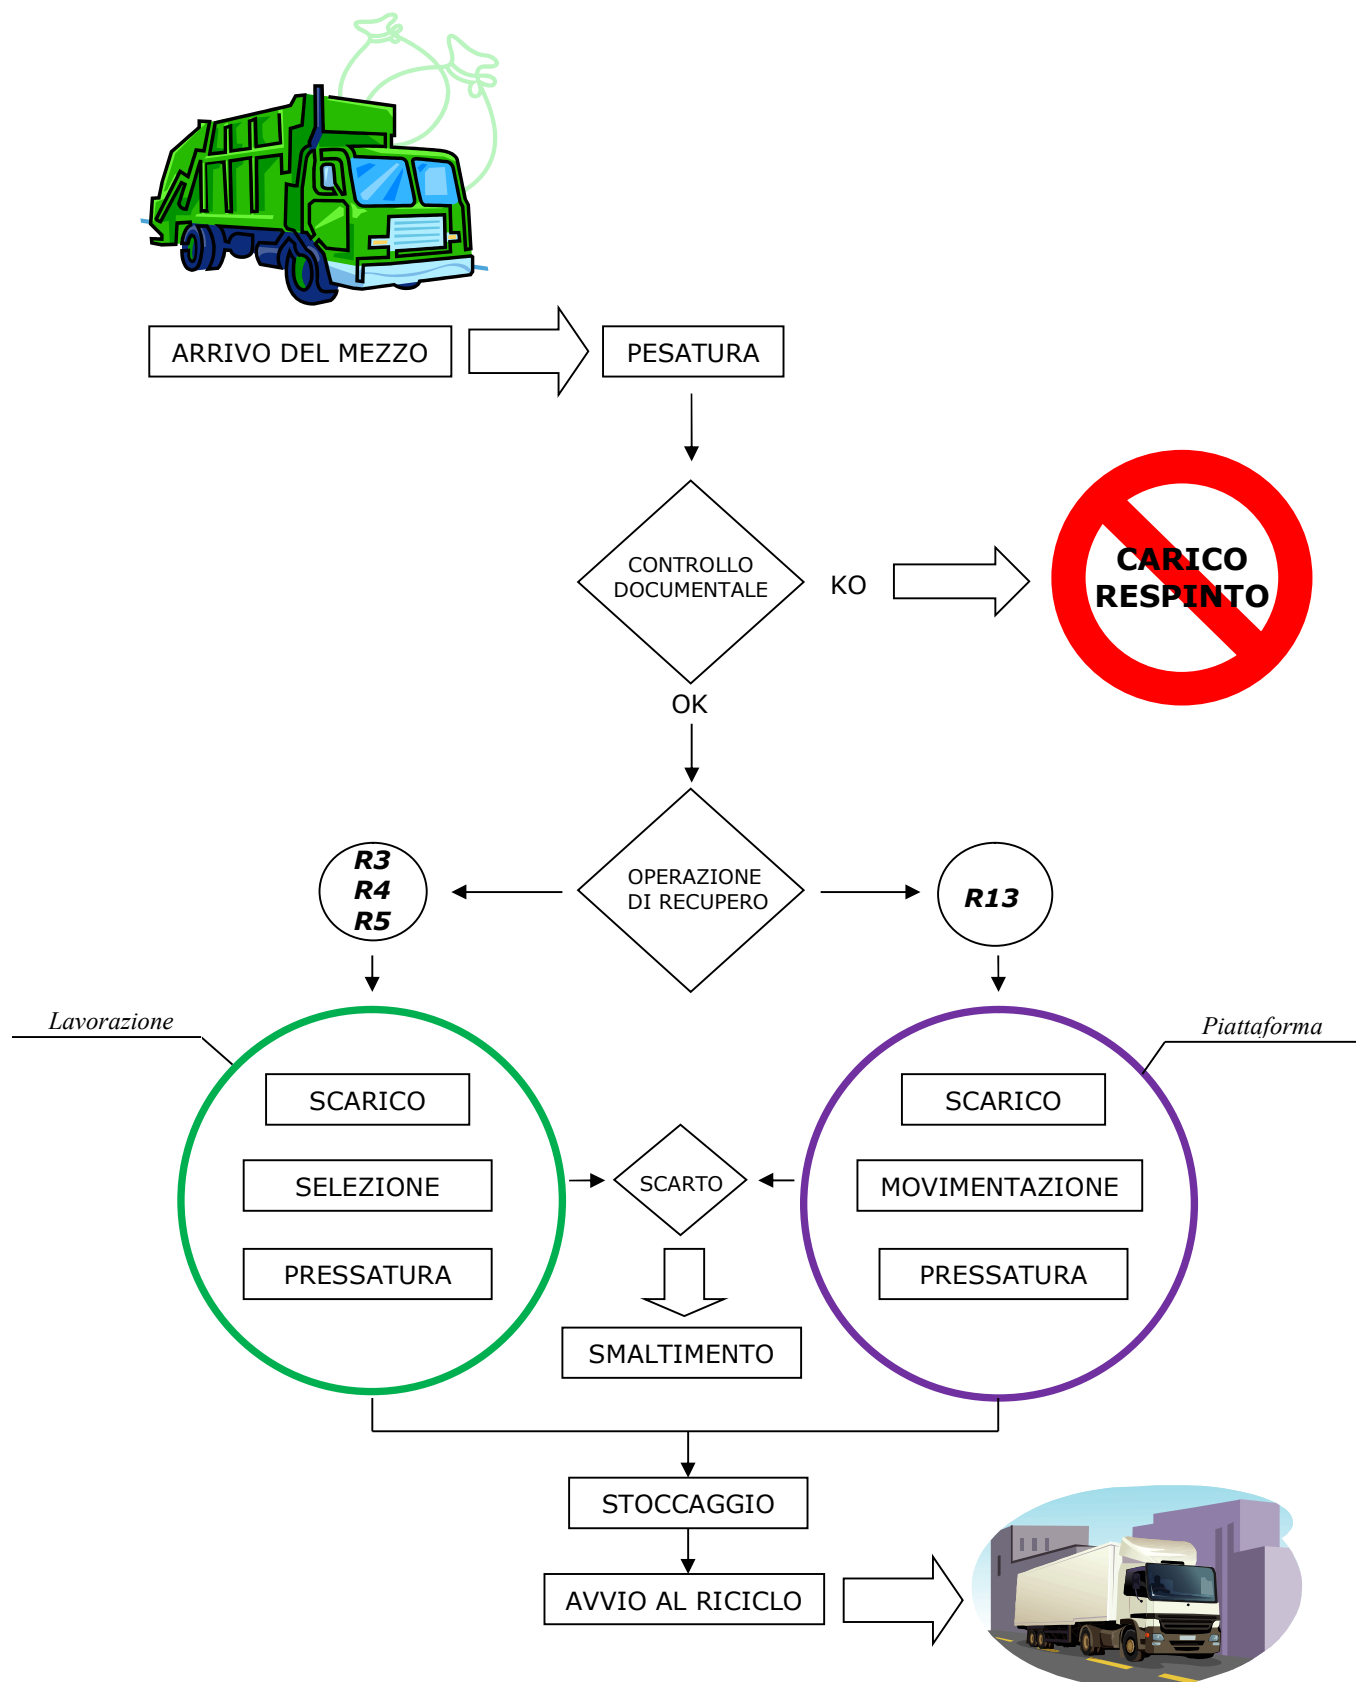 ARRIVO DEL MEZZO
PESATURA
CONTROLLO
DOCUMENTALE
KO
CARICO
RESPINTO
OK
R3
R4
R5
OPERAZIONE
DI RECUPERO
R13
Lavorazione
Piattaforma
SCARICO
SCARICO
SELEZIONE
SCARTO
MOVIMENTAZIONE
PRESSATURA
PRESSATURA
SMALTIMENTO
STOCCAGGIO
AVVIO AL RICICLO